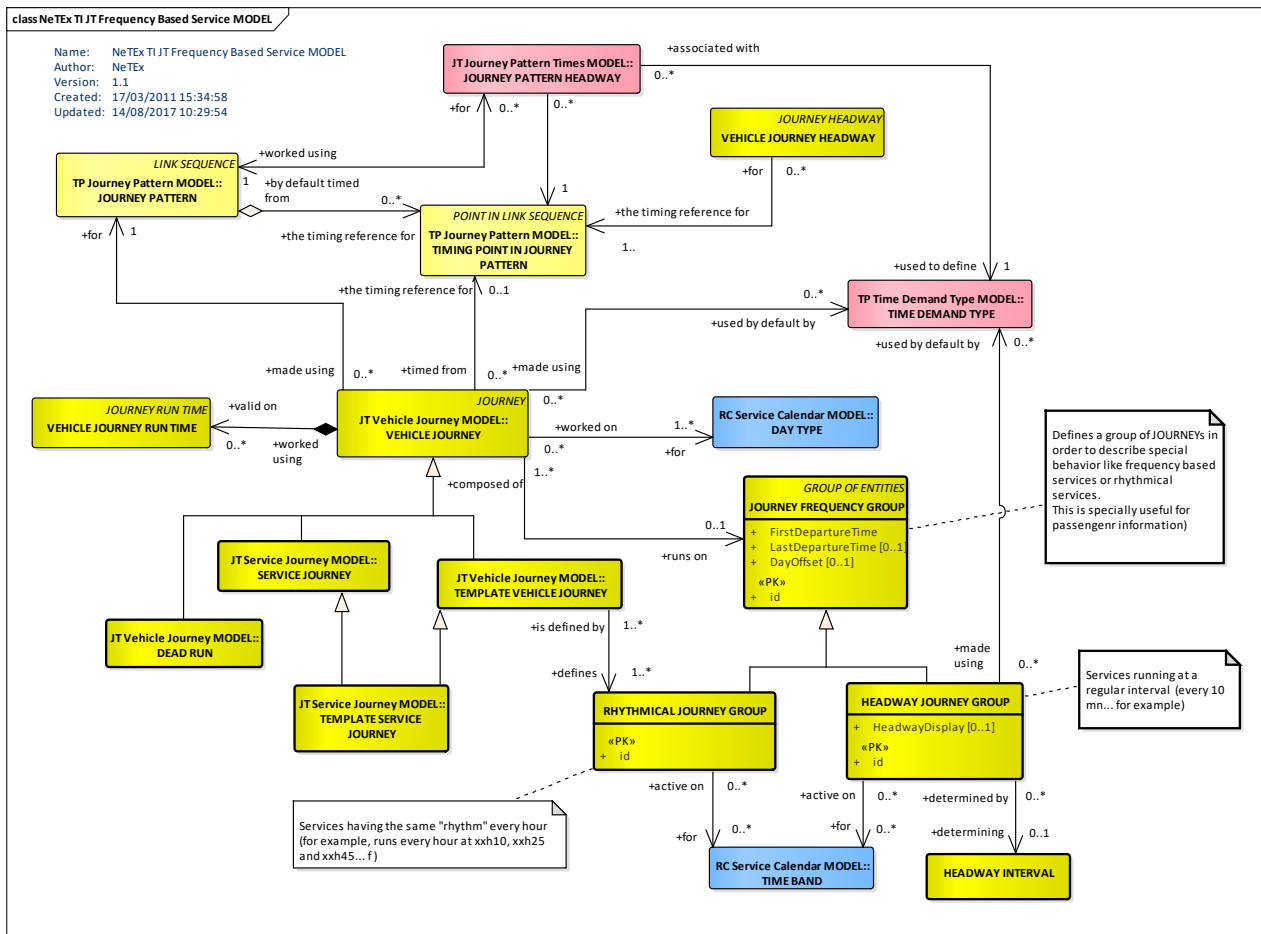 class NeTEx TI JT Frequency Based Service MODEL
Name: NeTEx TI JT Frequency Based Service MODEL
Author: NeTEx
Version: 1.1
Created: 17/03/2011 15:34:58
Updated: 14/08/2017 10:29:54
JT Journey Pattern Times MODEL::
JOURNEY PATTERN HEADWAY
+associated with
0..*
+for
0..*
JOURNEY HEADWAY
VEHICLE JOURNEY HEADWAY
+for
0..*
LINK SEQUENCE
TP Journey Pattern MODEL::
JOURNEY PATTERN
+worked using
1
+by default timed
from
0..*
1
+the timing reference for
POINT IN LINK SEQUENCE
TP Journey Pattern MODEL::
TIMING POINT IN JOURNEY
PATTERN
+the timing reference for
1..
+for
1
+the timing reference for
0..1
+used to define
1
0..*
TP Time Demand Type MODEL::
TIME DEMAND TYPE
+used by default by
+used by default by
0..*
+made using
0..*
+timed from
0..*
+made using
0..*
JOURNEY RUN TIME
VEHICLE JOURNEY RUN TIME
+valid on
0..*
+worked
using
JOURNEY
JT Vehicle Journey MODEL::
VEHICLE JOURNEY
+worked on
0..*
1..*
+for
RC Service Calendar MODEL::
DAY TYPE
1..*
+composed of
0..1
+runs on
GROUP OF ENTITIES
JOURNEY FREQUENCY GROUP
+ FirstDepartureTime
+ LastDepartureTime [0..1]
+ DayOffset [0..1]
«PK»
+ id
Defines a group of JOURNEYs in
order to describe special
behavior like frequency based
services or rhythmical
services.
This is specially useful for
passengenr information)
JT Service Journey MODEL::
SERVICE JOURNEY
JT Vehicle Journey MODEL::
TEMPLATE VEHICLE JOURNEY
JT Vehicle Journey MODEL::
DEAD RUN
+is defined by
1..*
+defines
1..*
+made
using
0..*
JT Service Journey MODEL::
TEMPLATE SERVICE
JOURNEY
RHYTHMICAL JOURNEY GROUP
«PK»
+ id
HEADWAY JOURNEY GROUP
+ HeadwayDisplay [0..1]
«PK»
+ id
Services running at a
regular interval (every 10
mn... for example)
+active on
0..*
+for
0..*
+active on
0..*
+for
0..*
+determined by
0..*
+determining
0..1
Services having the same "rhythm" every hour
(for example, runs every hour at xxh10, xxh25
and xxh45... f )
RC Service Calendar MODEL::
TIME BAND
HEADWAY INTERVAL